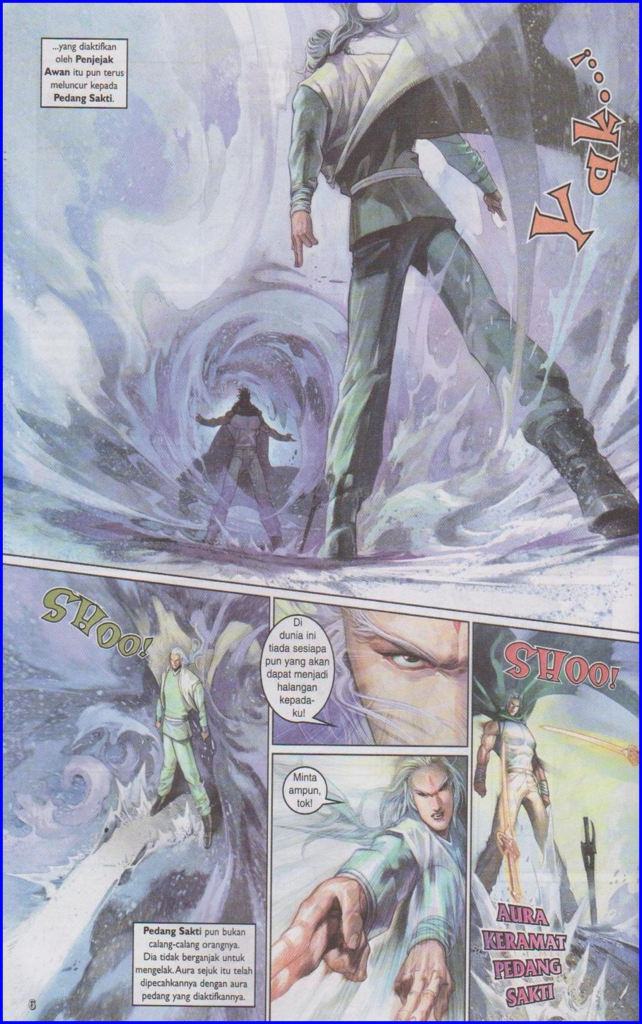 ...yang diaktifkan
oleh Penjejak
Awan itu pun terus
meluncur kepada
Pedang Sakti.
YAP...!
SHOO!
Di
dunia ini
tiada sesiapa
pun yang akan
dapat menjadi
halangan
kepada-
ku!
SHOO!
Minta
ampun,
tok!
Pedang Sakti pun bukan
calang-calang orangnya.
Dia tidak berganjak untuk
mengelak. Aura sejuk itu telah
dipecahkannya dengan aura
pedang yang diaktifkannya.
AURA
KERAMAT
PEDANG
SAKTI
6